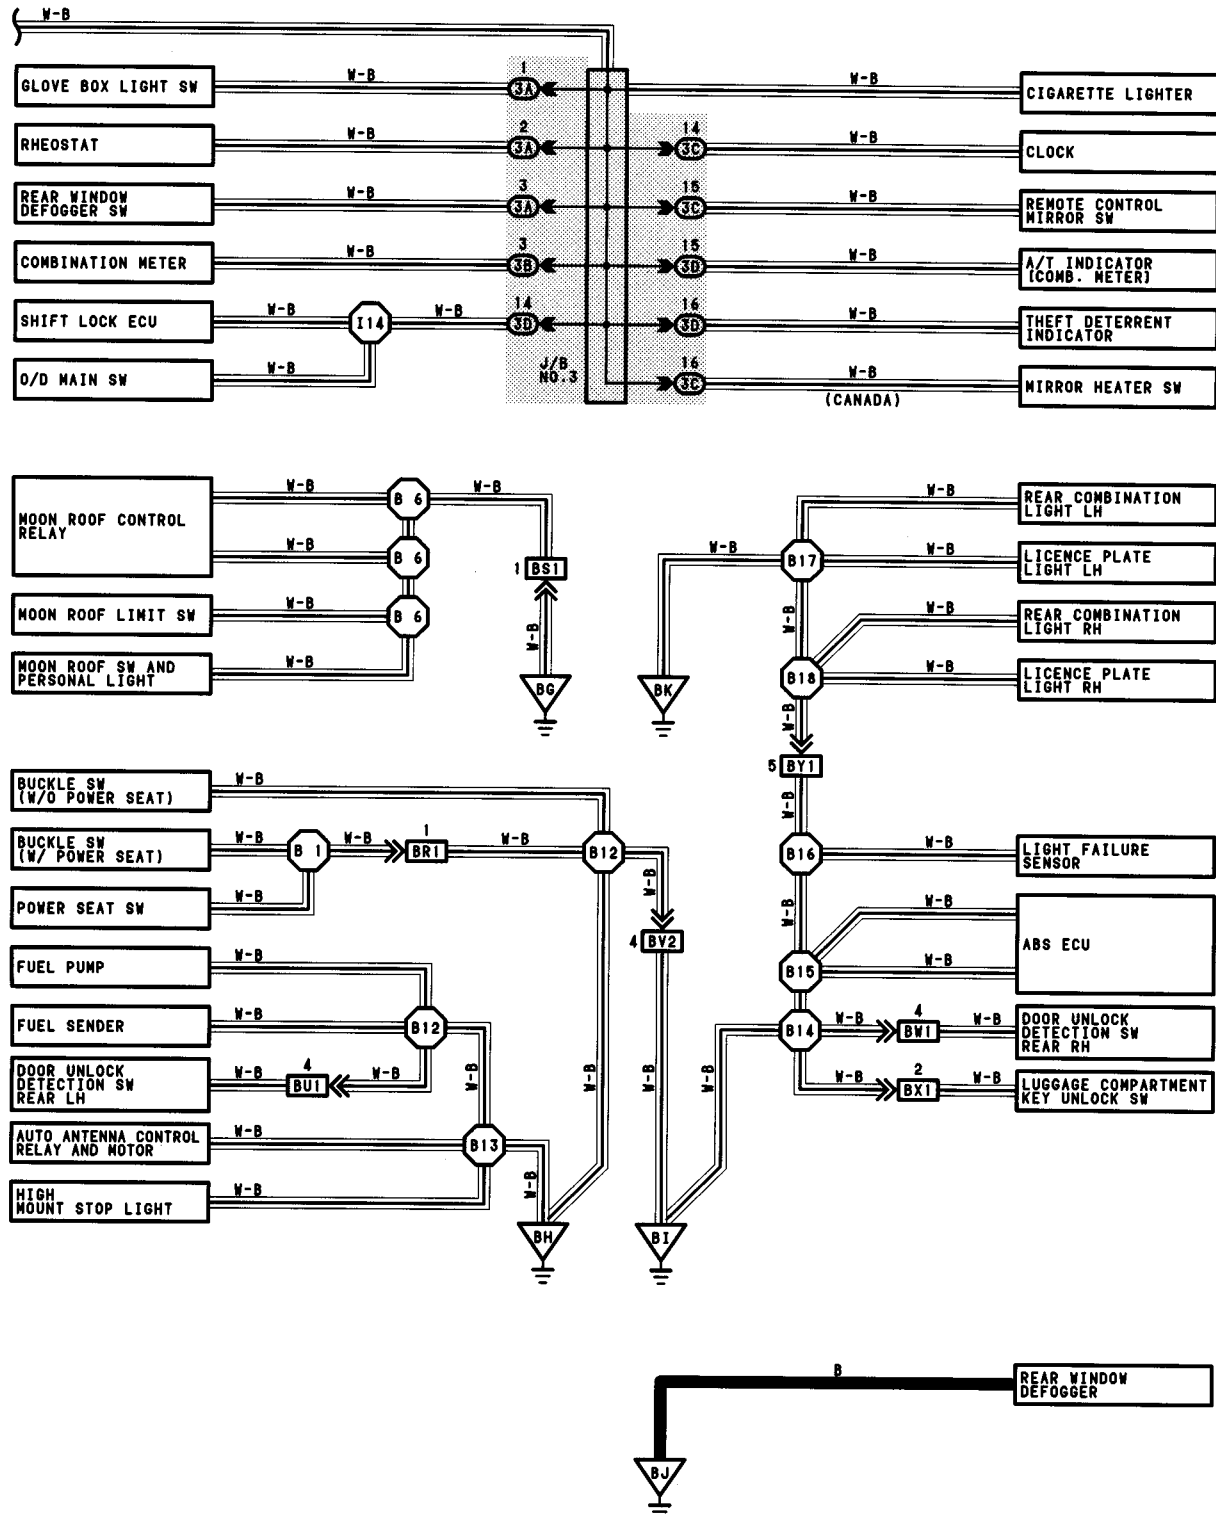 W-B
GLOVE BOX LIGHT SW
W-B
1
3A
W-B
CIGARETTE LIGHTER
RHEOSTAT
W-B
2
3A
14
3C
W-B
CLOCK
REAR WINDOW
DEFOGGER SW
W-B
3
3A
15
3C
W-B
REMOTE CONTROL
MIRROR SW
COMBINATION METER
W-B
3
3B
15
3D
W-B
A/T INDICATOR
(COMB. METER)
SHIFT LOCK ECU
W-B
I14
W-B
14
3D
16
3D
W-B
THEFT DETERRENT
INDICATOR
O/D MAIN SW
W-B
J/B
NO.3
16
3C
W-B
(CANADA)
MIRROR HEATER SW
MOON ROOF CONTROL
RELAY
W-B
B 6
W-B
W-B
B 6
MOON ROOF LIMIT SW
W-B
B 6
MOON ROOF SW AND
PERSONAL LIGHT
W-B
1 BS1
W-B
BG
W-B
BK
B17
W-B
REAR COMBINATION
LIGHT LH
W-B
LICENCE PLATE
LIGHT LH
W-B
W-B
REAR COMBINATION
LIGHT RH
B18
W-B
LICENCE PLATE
LIGHT RH
W-B
5 BY1
W-B
BUCKLE SW
(W/O POWER SEAT)
W-B
BUCKLE SW
(W/ POWER SEAT)
W-B
B 1
W-B
1
BR1
W-B
B12
W-B
4 BV2
B16
W-B
LIGHT FAILURE
SENSOR
POWER SEAT SW
W-B
W-B
W-B
ABS ECU
B15
W-B
FUEL PUMP
W-B
FUEL SENDER
W-B
B12
W-B
B14
W-B
4
BW1
W-B
DOOR UNLOCK
DETECTION SW
REAR RH
DOOR UNLOCK
DETECTION SW
REAR LH
W-B
4
BU1
W-B
W-B
2
BX1
W-B
LUGGAGE COMPARTMENT
KEY UNLOCK SW
AUTO ANTENNA CONTROL
RELAY AND MOTOR
W-B
B13
W-B
W-B
W-B
W-B
HIGH
MOUNT STOP LIGHT
W-B
BH
BI
B
REAR WINDOW
DEFOGGER
BJ